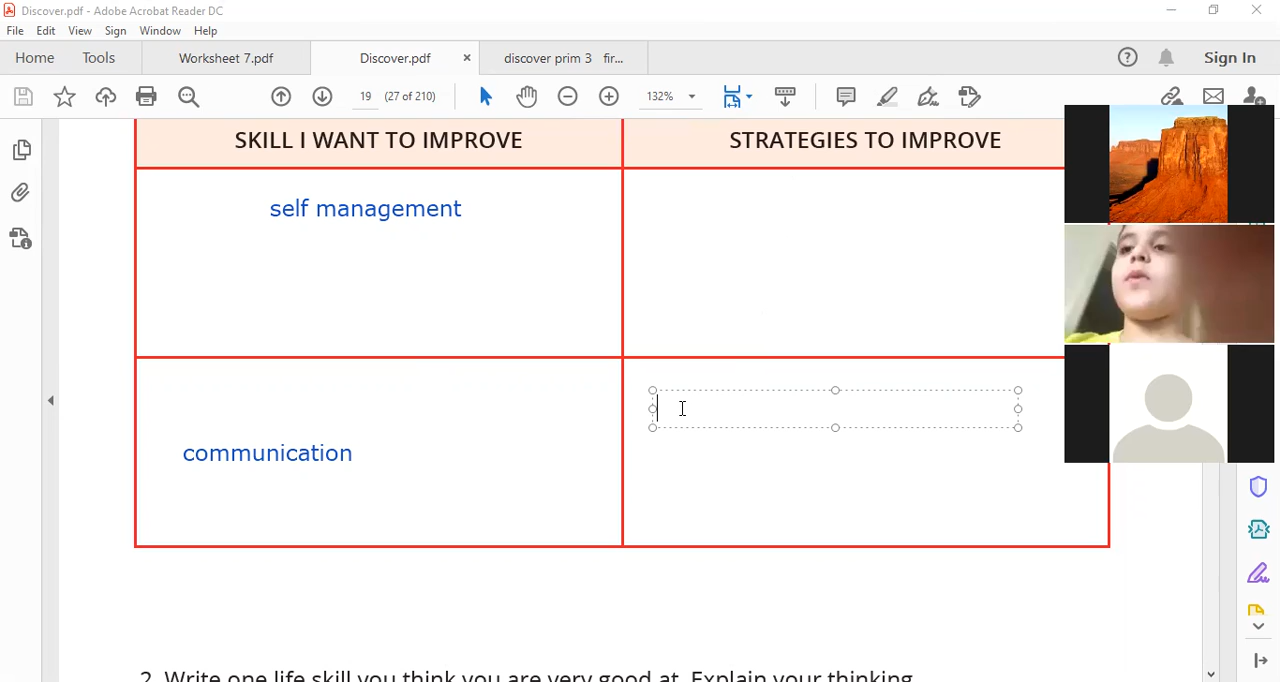 Discover.pdf - Adobe Acrobat Reader DC
File Edit View Sign Window Help
Home Tools Worksheet 7.pdf Discover.pdf × discover prim 3 fir... Sign In
19 (27 of 210) 132%
SKILL I WANT TO IMPROVE STRATEGIES TO IMPROVE
self management
communication
2. Write one life skill you think you are very good at. Explain your thinking